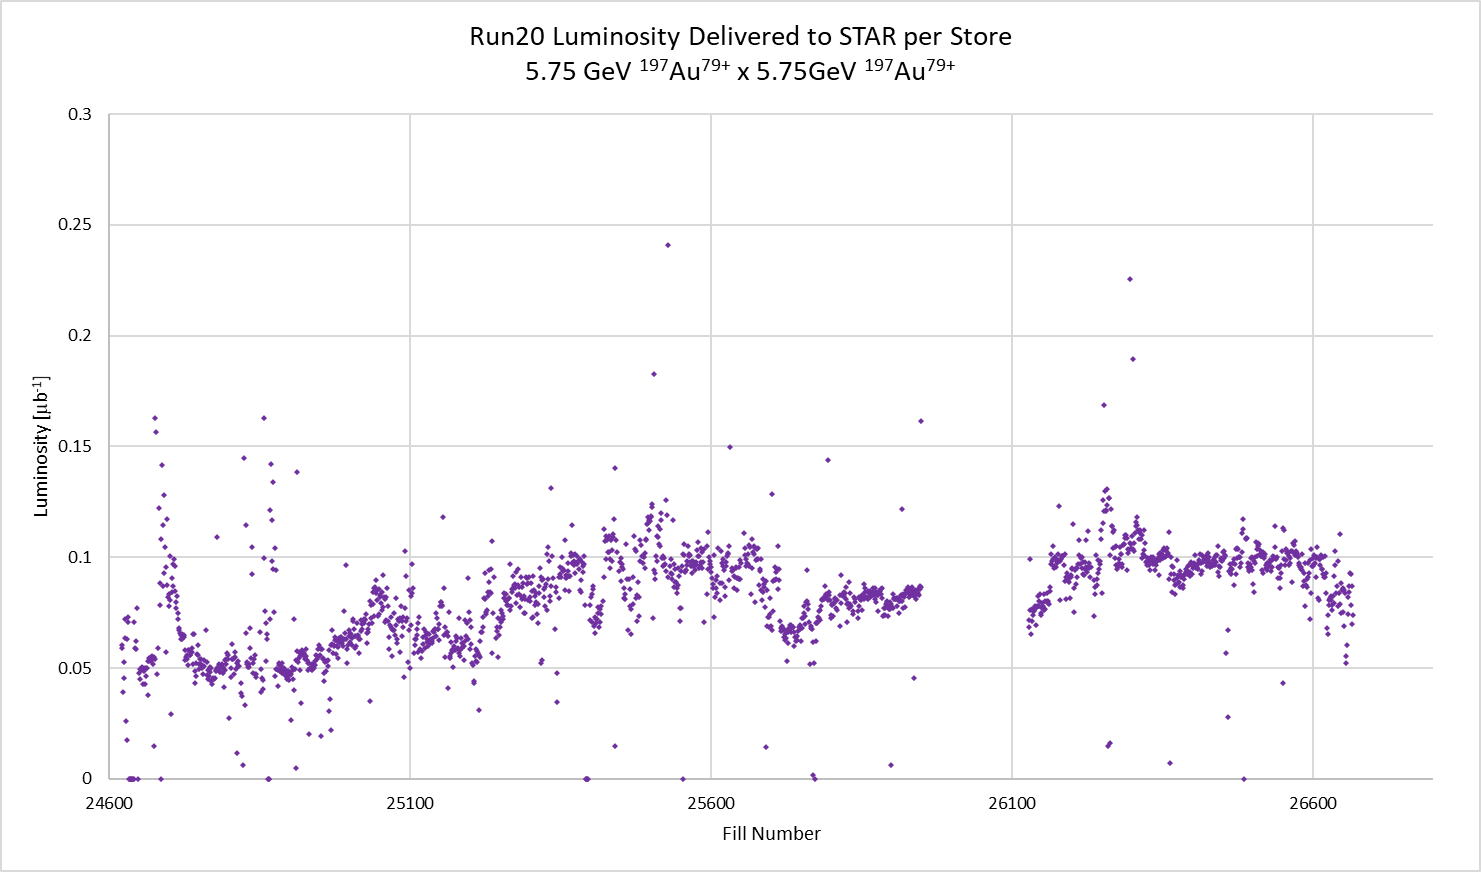 Run20 Luminosity Delivered to STAR per Store
5.75 GeV ¹⁹⁷Au⁷⁹⁺ x 5.75GeV ¹⁹⁷Au⁷⁹⁺
0.3
0.25
0.2
0.15
0.1
0.05
0
Luminosity [µb⁻¹]
24600 25100 25600 26100 26600
Fill Number